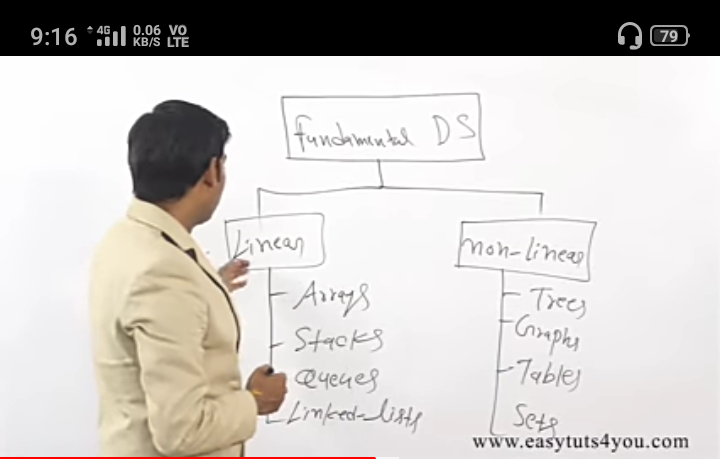 9:16 4G 0.06 KB/S VO LTE 79
Fundamental DS
Linear
Arrays
Stacks
Queues
Linked-lists
non-linear
Trees
Graphs
Tables
Sets
www.easytuts4you.com